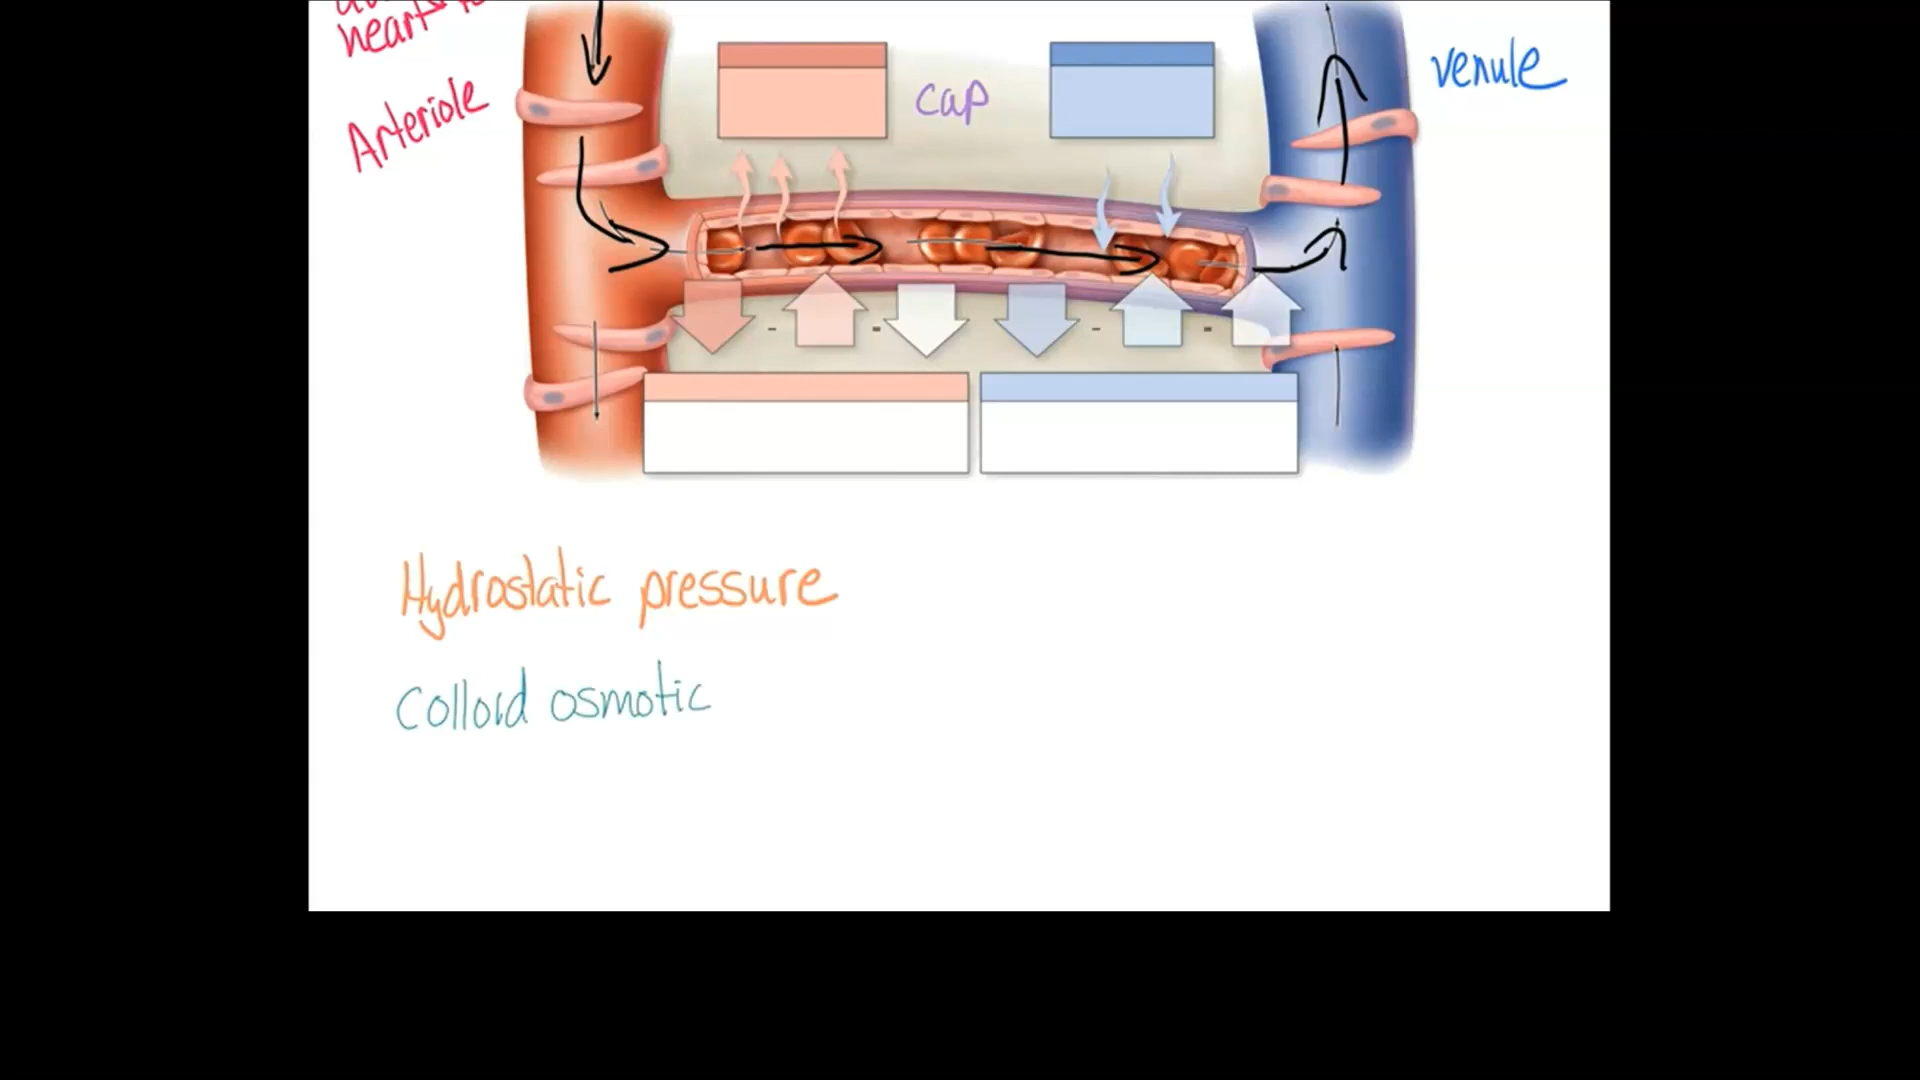 heart
Arteriole
cap
venule
-
=
-
=
Hydrostatic pressure
Colloid osmotic